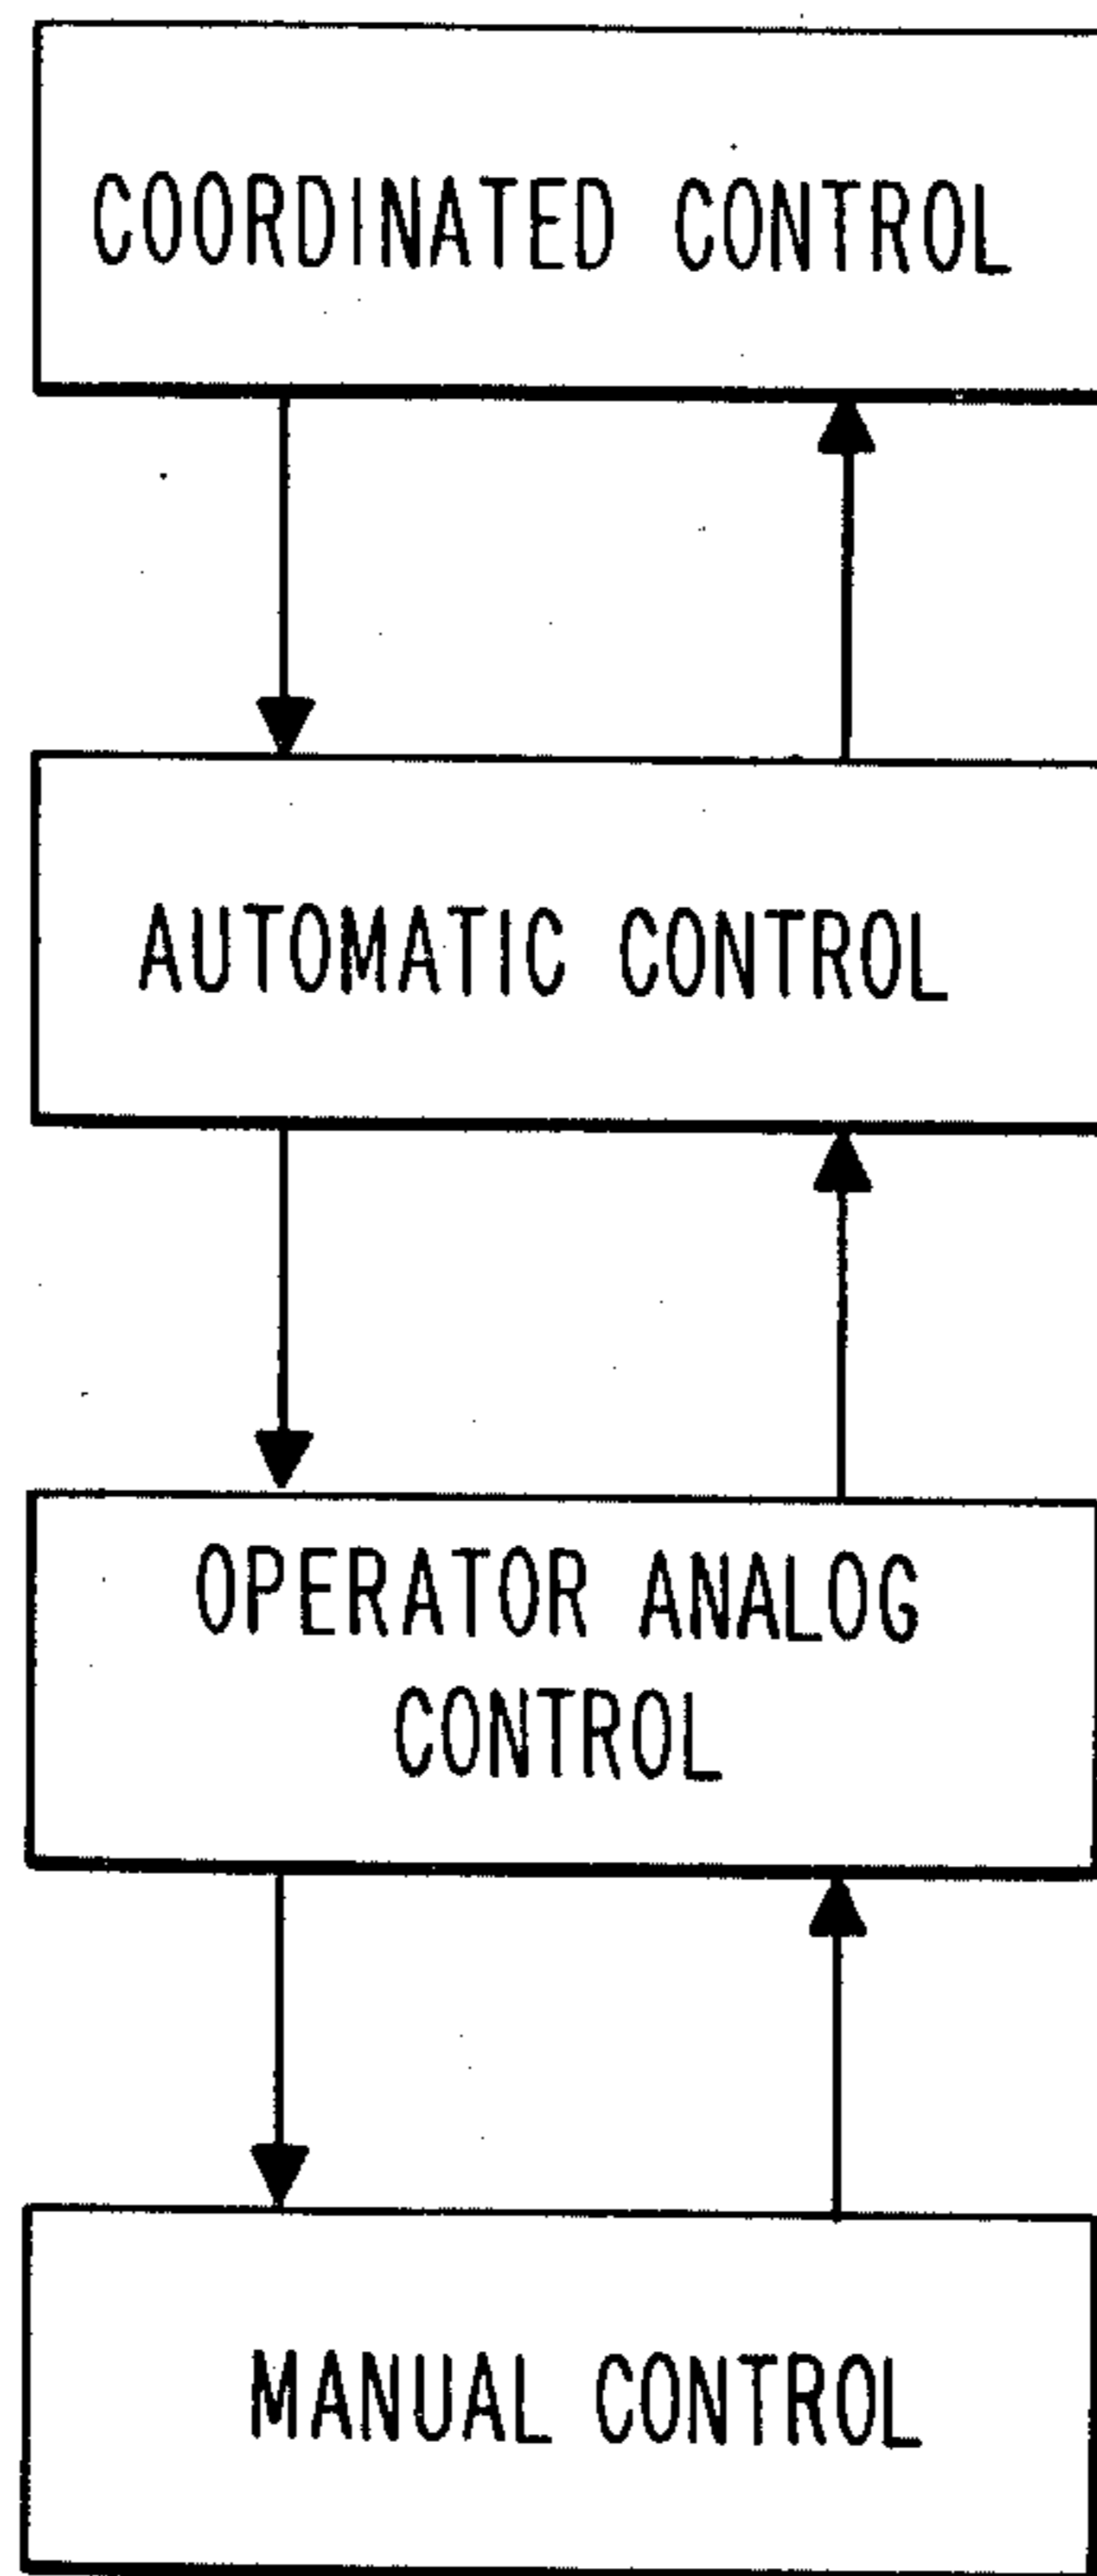 COORDINATED CONTROL
AUTOMATIC CONTROL
OPERATOR ANALOG
CONTROL
MANUAL CONTROL